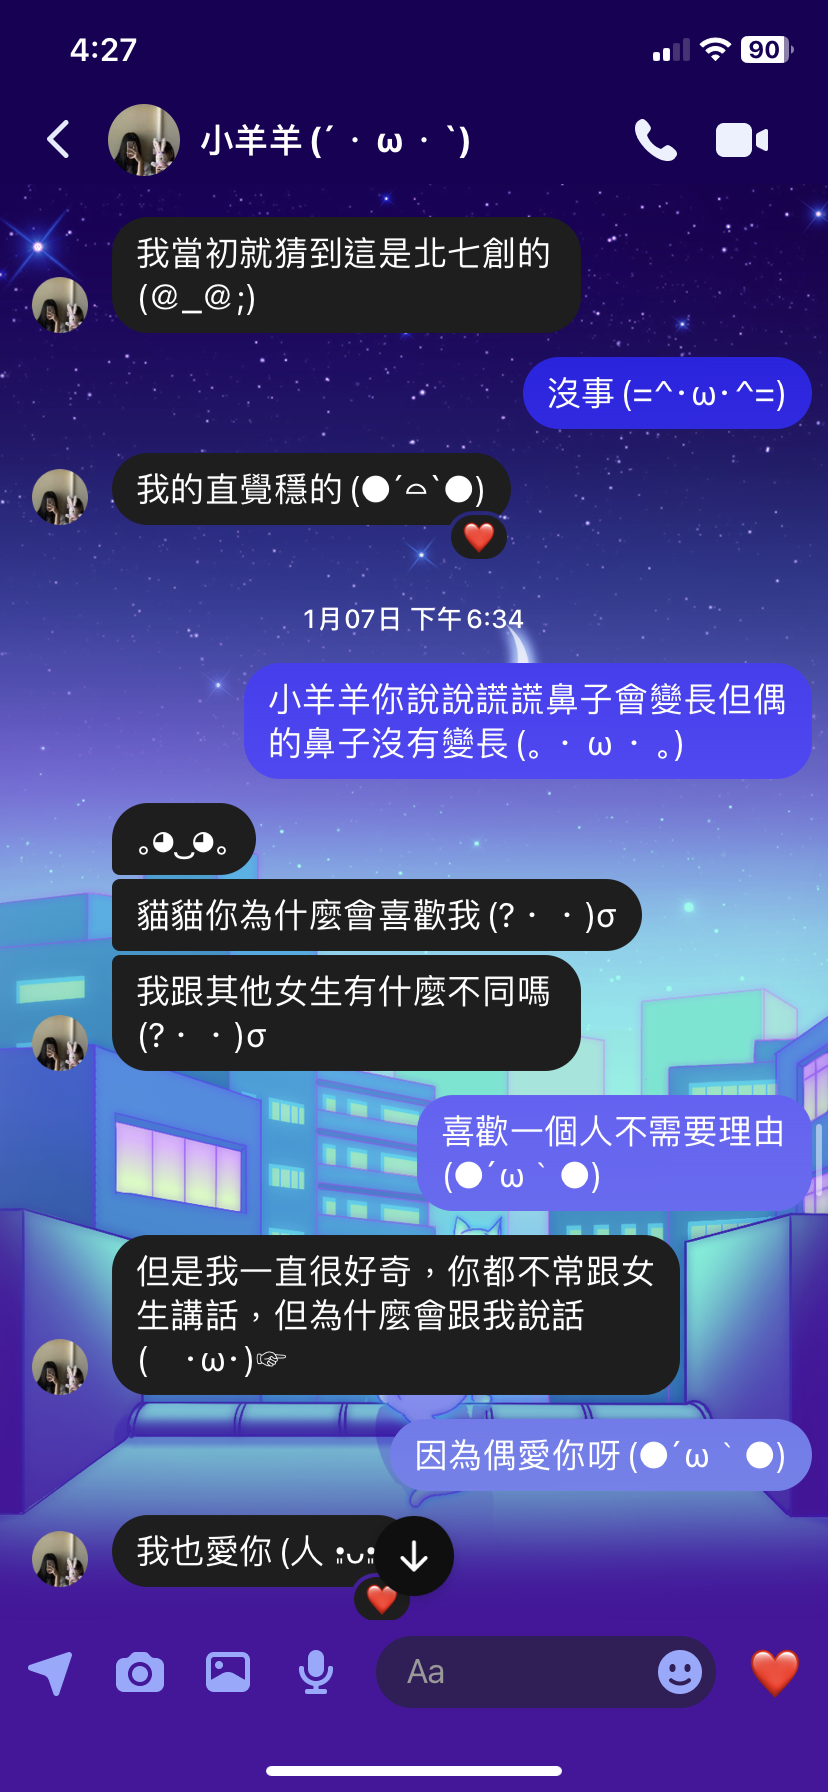 4:27
90
小羊羊 (´・ω・`)
我當初就猜到這是北七創的
(@_@;)
沒事 (=^･ω･^=)
我的直覺穩的 (●´⌓`●)
1月07日 下午6:34
小羊羊你說說謊謊鼻子會變長但偶
的鼻子沒有變長 (｡・ω・｡)
｡◕‿◕｡
貓貓你為什麼會喜歡我 (?・・)σ
我跟其他女生有什麼不同嗎
(?・・)σ
喜歡一個人不需要理由
(●´ω｀●)
但是我一直很好奇，你都不常跟女
生講話，但為什麼會跟我說話
(　･ω･)☞
因為偶愛你呀 (●´ω｀●)
我也愛你 (人
Aa